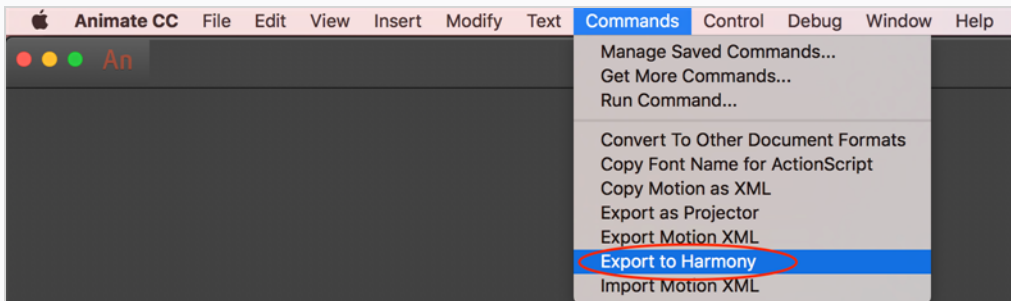 Animate CC File Edit View Insert Modify Text Commands Control Debug Window Help
An
Manage Saved Commands...
Get More Commands...
Run Command...
Convert To Other Document Formats
Copy Font Name for ActionScript
Copy Motion as XML
Export as Projector
Export Motion XML
Export to Harmony
Import Motion XML